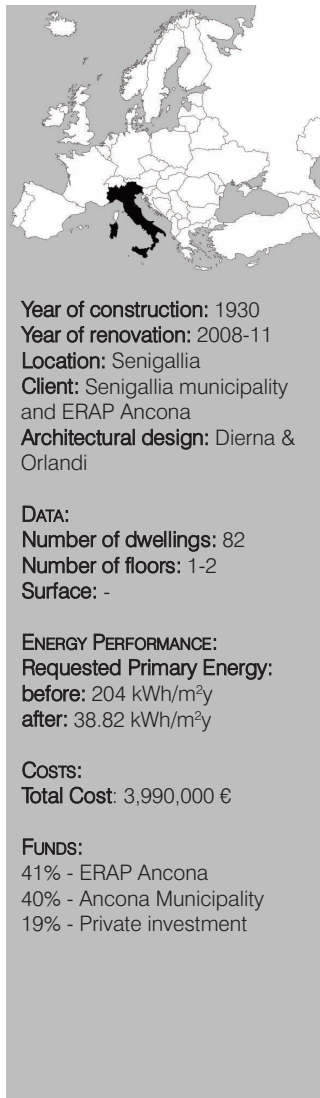 Year of construction: 1930
Year of renovation: 2008-11
Location: Senigallia
Client: Senigallia municipality
and ERAP Ancona
Architectural design: Dierna &
Orlandi
DATA:
Number of dwellings: 82
Number of floors: 1-2
Surface: -
ENERGY PERFORMANCE:
Requested Primary Energy:
before: 204 kWh/m²y
after: 38.82 kWh/m²y
COSTS:
Total Cost: 3,990,000 €
FUNDS:
41% - ERAP Ancona
40% - Ancona Municipality
19% - Private investment